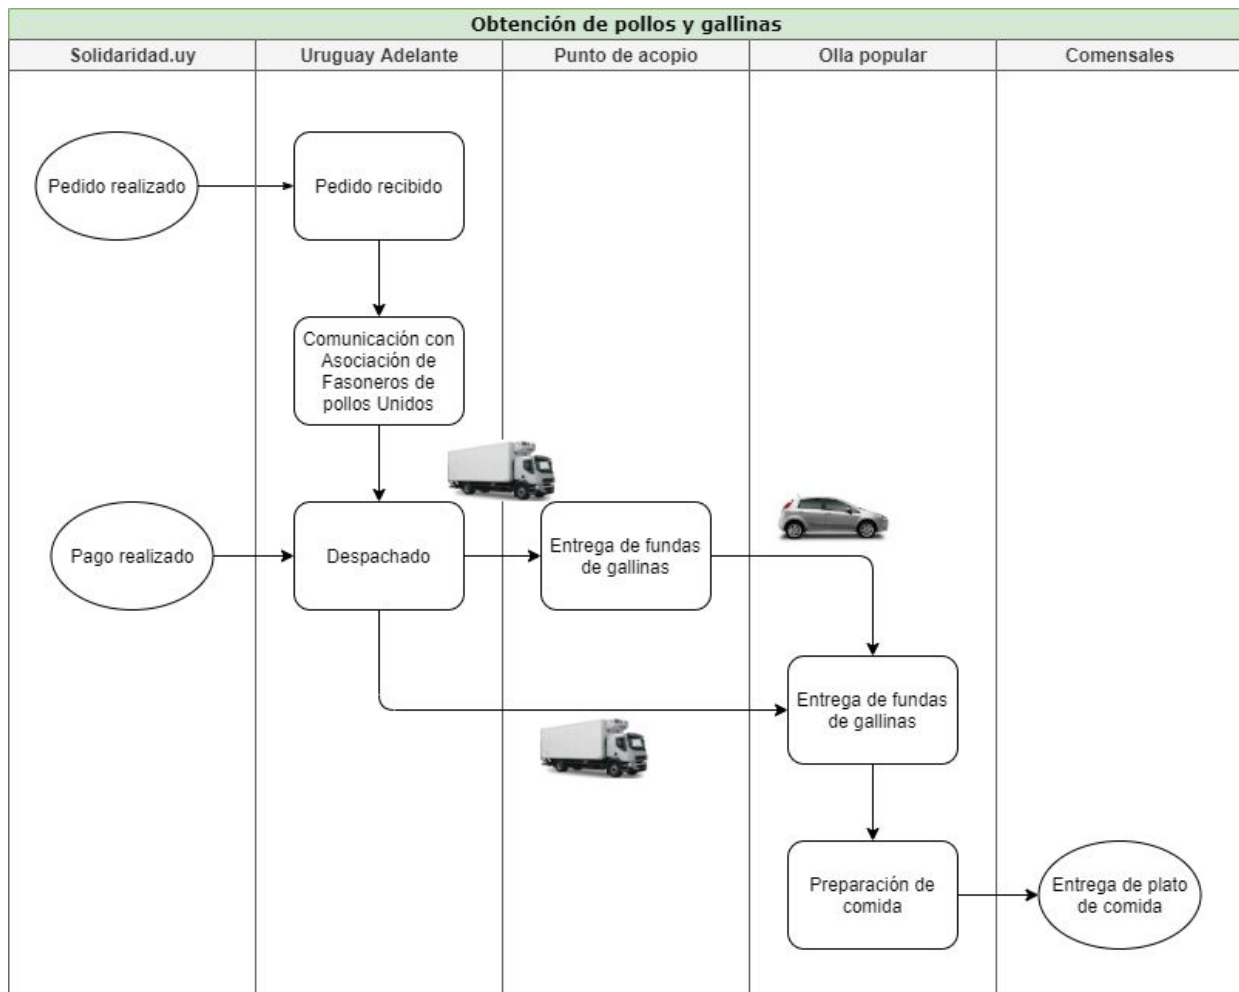 Obtención de pollos y gallinas
Solidaridad.uy
Uruguay Adelante
Punto de acopio
Olla popular
Comensales
Pedido realizado
Pedido recibido
Comunicación con
Asociación de
Fasoneros de
pollos Unidos
Pago realizado
Despachado
Entrega de fundas
de gallinas
Entrega de fundas
de gallinas
Preparación de
comida
Entrega de plato
de comida